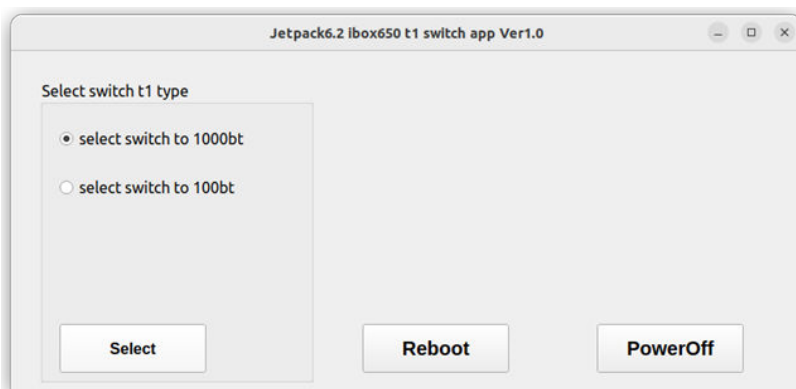 Jetpack6.2 ibox650 t1 switch app Ver1.0
Select switch t1 type
select switch to 1000bt
select switch to 100bt
Select
Reboot
PowerOff